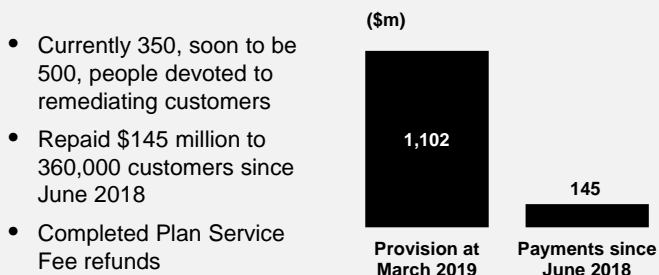 • Currently 350, soon to be
500, people devoted to
remediating customers
• Repaid $145 million to
360,000 customers since
June 2018
• Completed Plan Service
Fee refunds
($m)
1,102
145
Provision at
March 2019
Payments since
June 2018